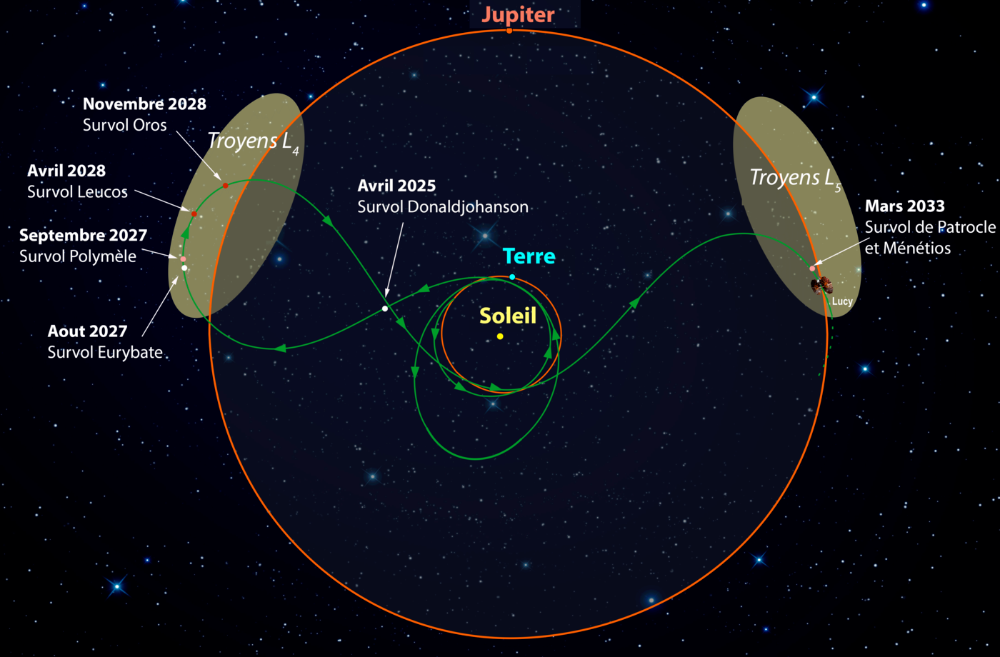 Jupiter
Novembre 2028
Survol Oros
Troyens L4
Avril 2028
Survol Leucos
Septembre 2027
Survol Polymèle
Aout 2027
Survol Eurybate
Avril 2025
Survol Donaldjohanson
Terre
Soleil
Troyens L5
Mars 2033
Survol de Patrocle
et Ménétios
Lucy